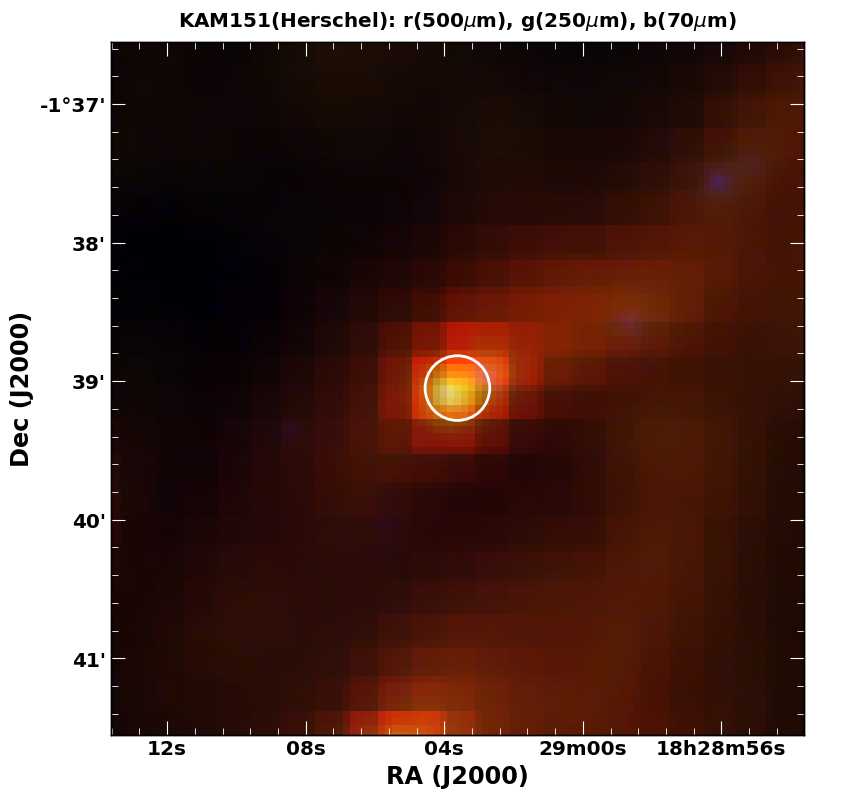 KAM151(Herschel): r(500μm), g(250μm), b(70μm)
-1°37'
38'
39'
40'
41'
Dec (J2000)
12s 08s 04s 29m00s 18h28m56s
RA (J2000)